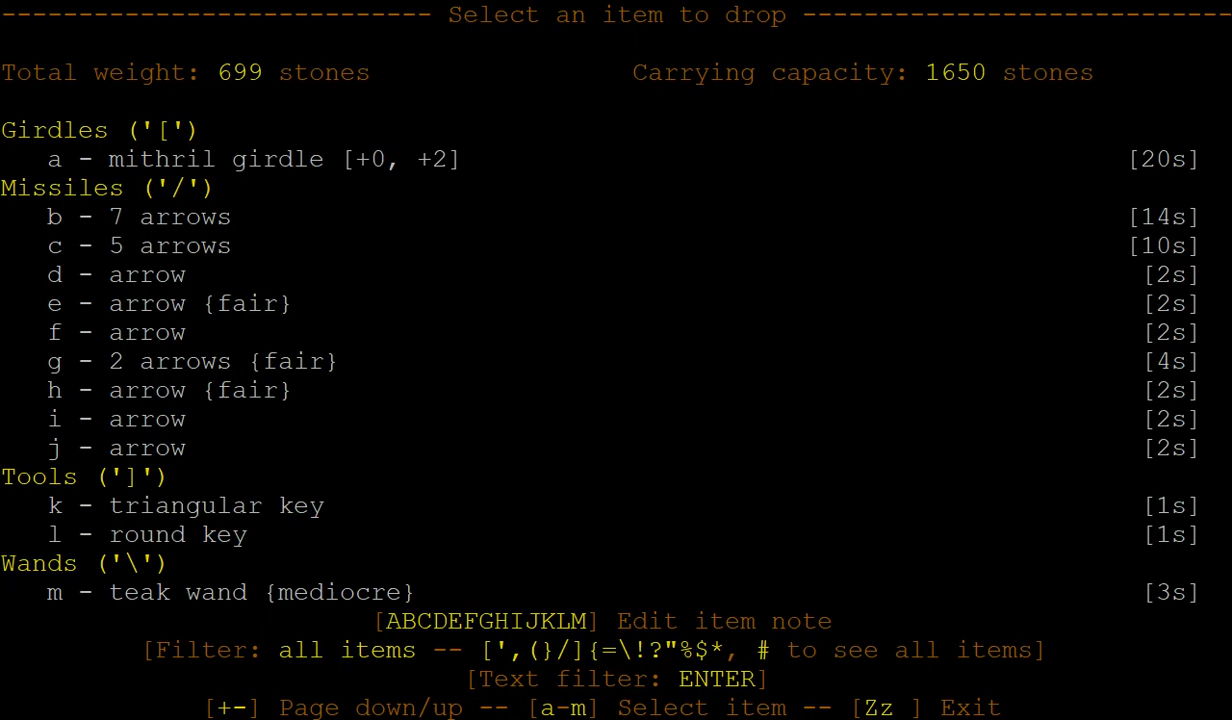 ---------------------------- Select an item to drop ----------------------------
Total weight: 699 stones                 Carrying capacity: 1650 stones
Girdles ('[')
a - mithril girdle [+0, +2] [20s]
Missiles ('/')
b - 7 arrows [14s]
c - 5 arrows [10s]
d - arrow [2s]
e - arrow {fair} [2s]
f - arrow [2s]
g - 2 arrows {fair} [4s]
h - arrow {fair} [2s]
i - arrow [2s]
j - arrow [2s]
Tools (']')
k - triangular key [1s]
l - round key [1s]
Wands ('\')
m - teak wand {mediocre} [3s]
[ABCDEFGHIJKLM] Edit item note
[Filter: all items -- [',(}/]{=\!?"%$*, # to see all items]
[Text filter: ENTER]
[+-] Page down/up -- [a-m] Select item -- [Zz ] Exit